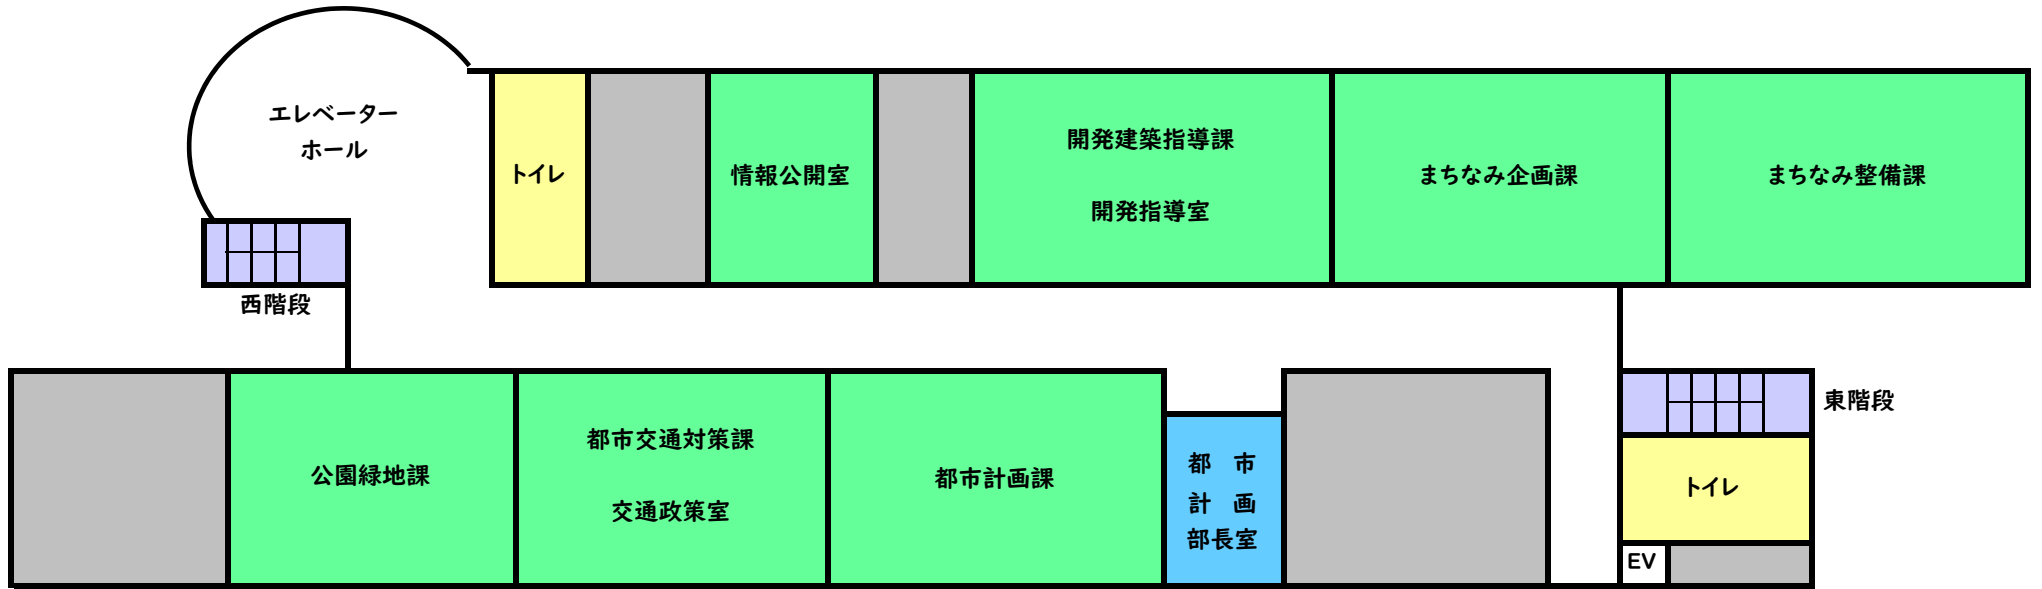 エレベーター
ホール
トイレ
情報公開室
開発建築指導課
開発指導室
まちなみ企画課
まちなみ整備課
西階段
公園緑地課
都市交通対策課
交通政策室
都市計画課
都　市
計　画
部長室
東階段
トイレ
EV